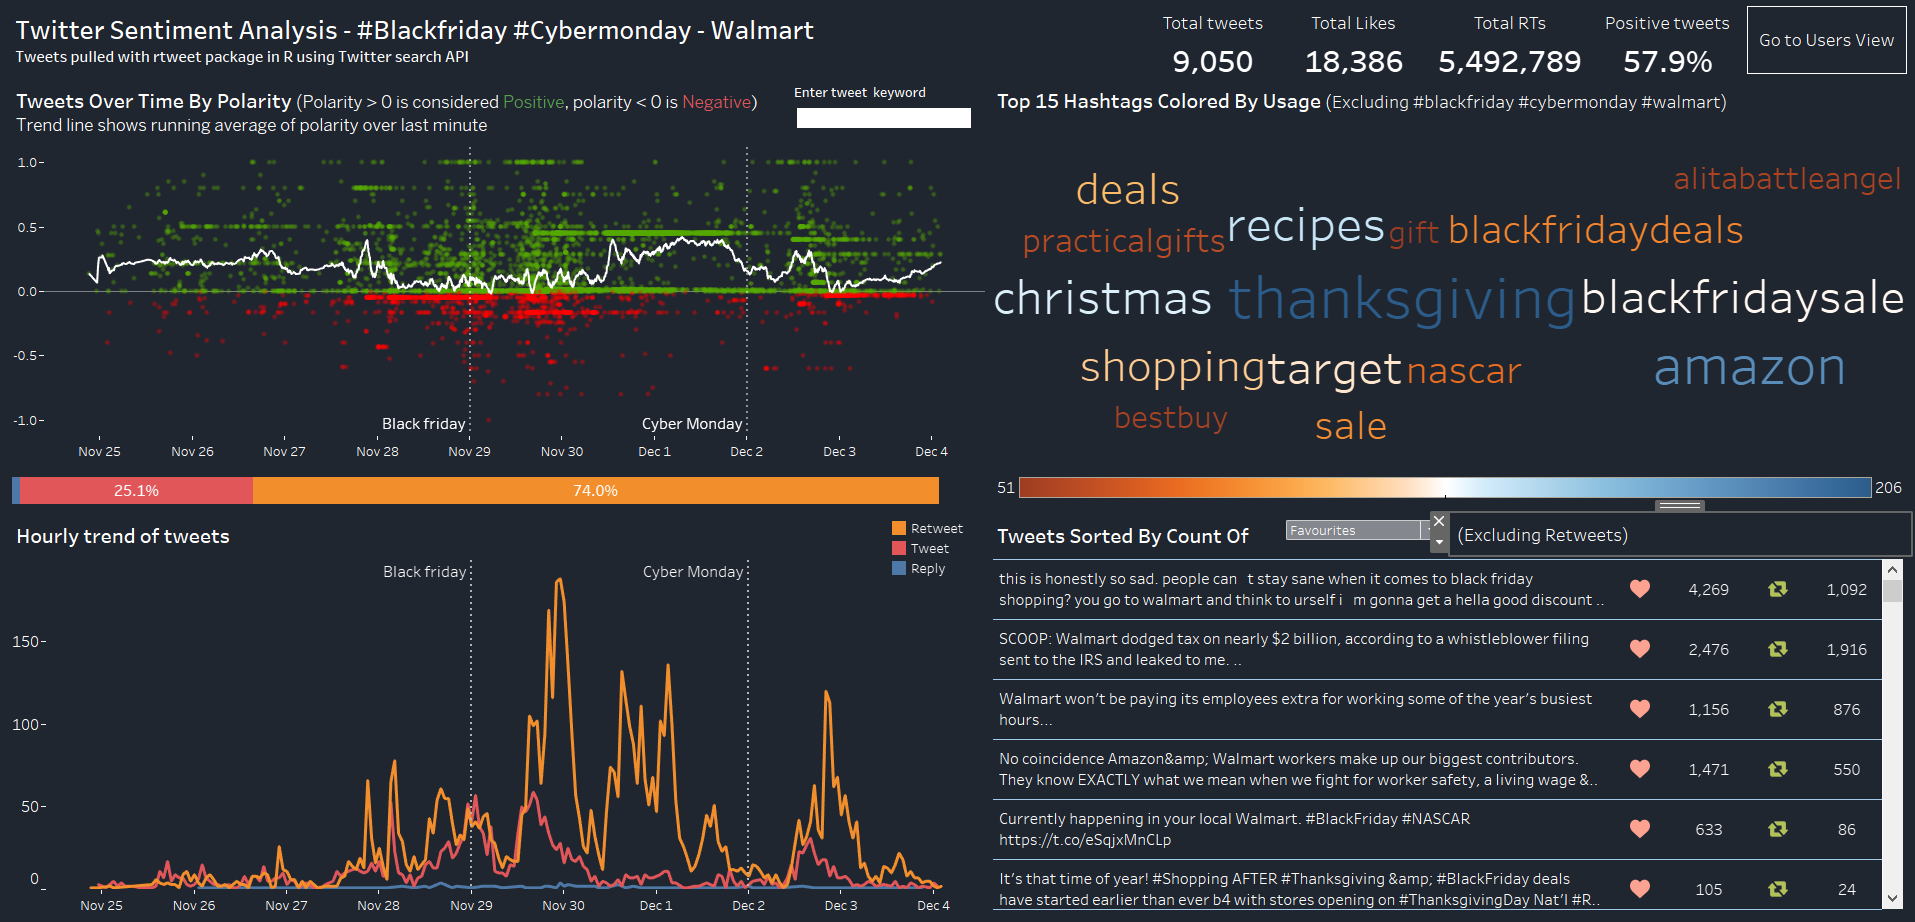 Twitter Sentiment Analysis - #Blackfriday #Cybermonday - Walmart
Tweets pulled with rtweet package in R using Twitter search API
Total tweets
9,050
Total Likes
18,386
Total RTs
5,492,789
Positive tweets
57.9%
Go to Users View
Tweets Over Time By Polarity (Polarity > 0 is considered Positive, polarity < 0 is Negative)
Trend line shows running average of polarity over last minute
Enter tweet keyword
1.0
0.5
0.0
-0.5
-1.0
Black friday
Cyber Monday
Nov 25
Nov 26
Nov 27
Nov 28
Nov 29
Nov 30
Dec 1
Dec 2
Dec 3
Dec 4
25.1%
74.0%
Top 15 Hashtags Colored By Usage (Excluding #blackfriday #cybermonday #walmart)
alitabattleangel
deals
recipes
gift
blackfridaydeals
practicalgifts
christmas
thanksgiving
blackfridaysale
shopping
target
nascar
amazon
bestbuy
sale
51
206
Hourly trend of tweets
Retweet
Tweet
Reply
Black friday
Cyber Monday
150
100
50
0
Nov 25
Nov 26
Nov 27
Nov 28
Nov 29
Nov 30
Dec 1
Dec 2
Dec 3
Dec 4
Tweets Sorted By Count Of
Favourites
(Excluding Retweets)
this is honestly so sad. people can t stay sane when it comes to black friday
shopping? you go to walmart and think to urself i m gonna get a hella good discount ..
4,269
1,092
SCOOP: Walmart dodged tax on nearly $2 billion, according to a whistleblower filing
sent to the IRS and leaked to me. ..
2,476
1,916
Walmart won’t be paying its employees extra for working some of the year’s busiest
hours...
1,156
876
No coincidence Amazon&amp; Walmart workers make up our biggest contributors.
They know EXACTLY what we mean when we fight for worker safety, a living wage &..
1,471
550
Currently happening in your local Walmart. #BlackFriday #NASCAR
https://t.co/eSqjxMnCLp
633
86
It’s that time of year! #Shopping AFTER #Thanksgiving &amp; #BlackFriday deals
have started earlier than ever b4 with stores opening on #ThanksgivingDay Nat’l #R..
105
24